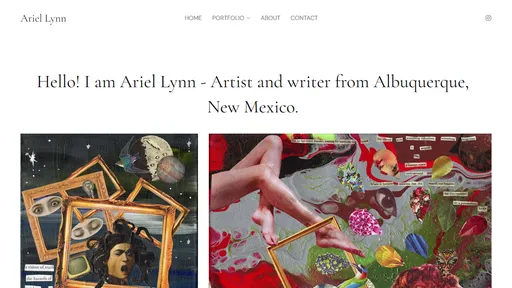 Ariel Lynn
HOME PORTFOLIO ABOUT CONTACT
Hello! I am Ariel Lynn - Artist and writer from Albuquerque,
New Mexico.